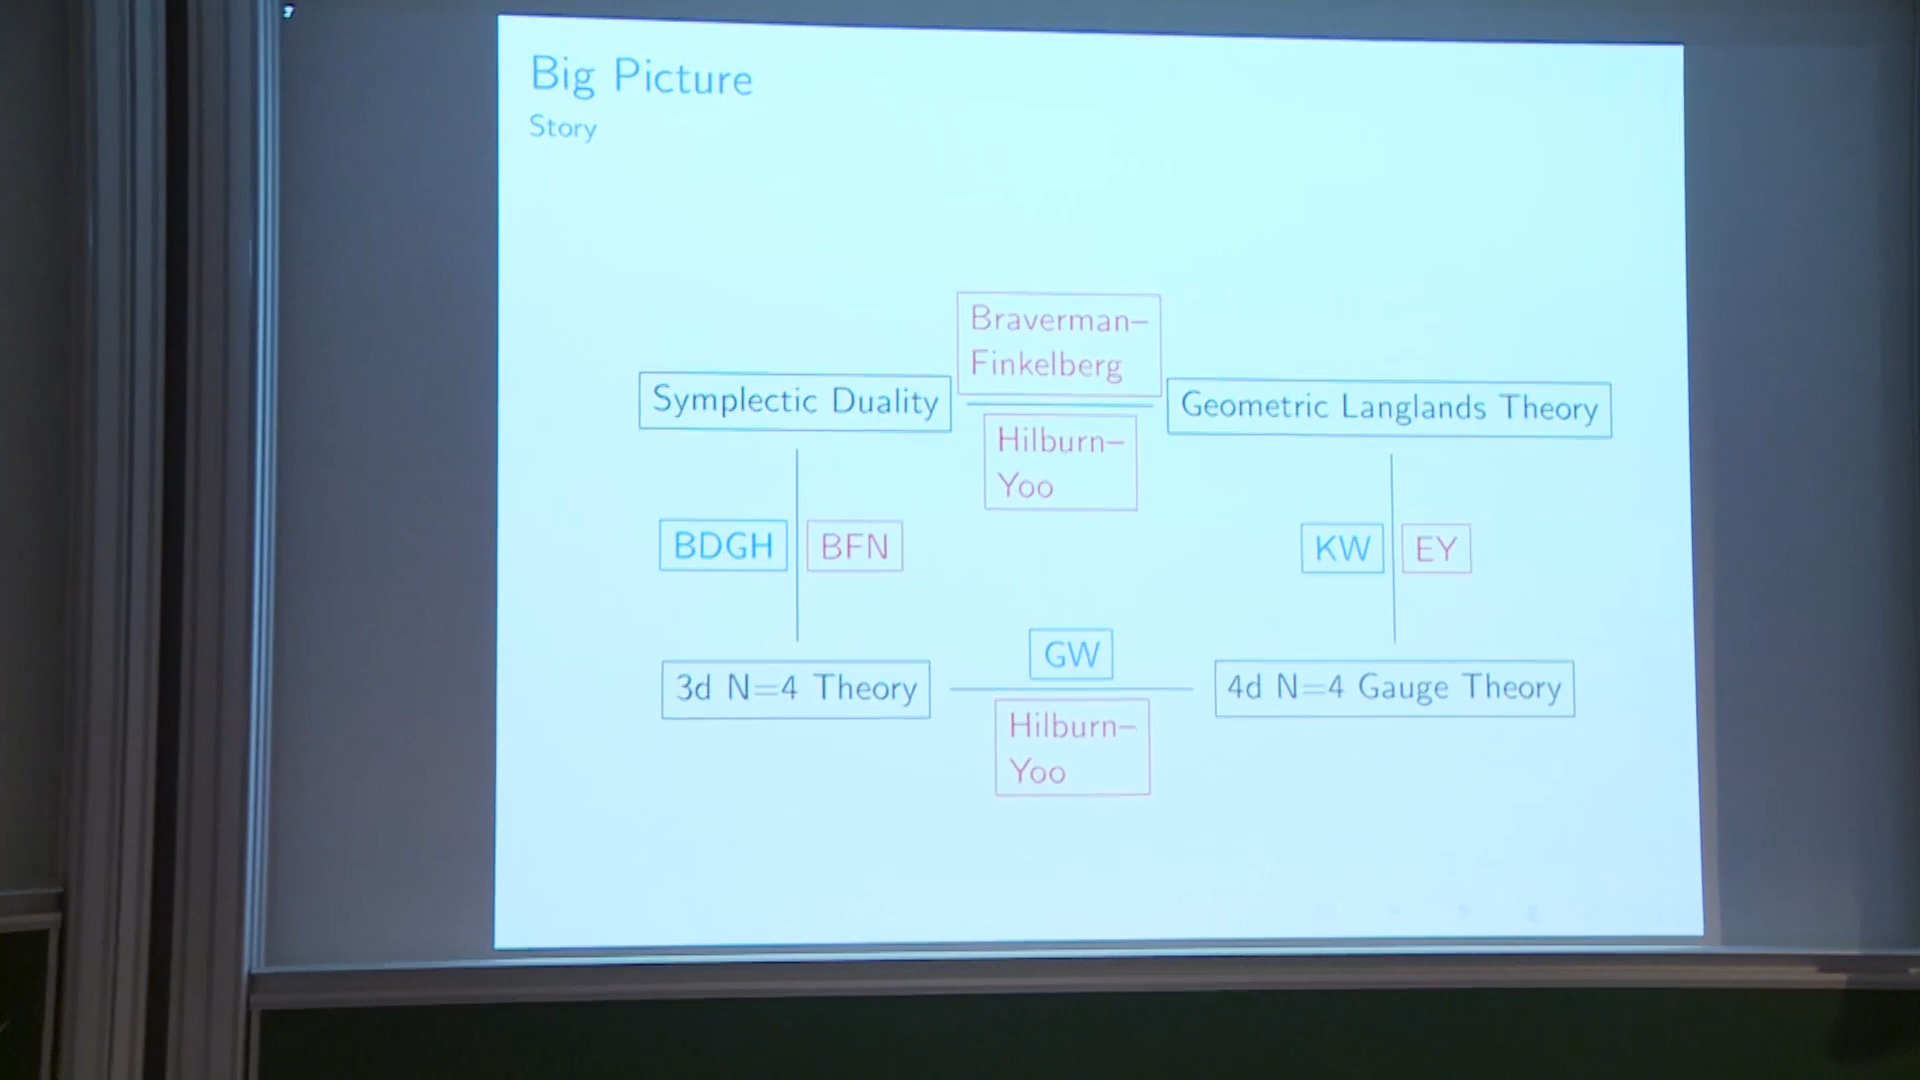 Big Picture
Story
Braverman–
Finkelberg
Symplectic Duality
Geometric Langlands Theory
Hilburn–
Yoo
BDGH
BFN
KW
EY
GW
3d N=4 Theory
4d N=4 Gauge Theory
Hilburn–
Yoo